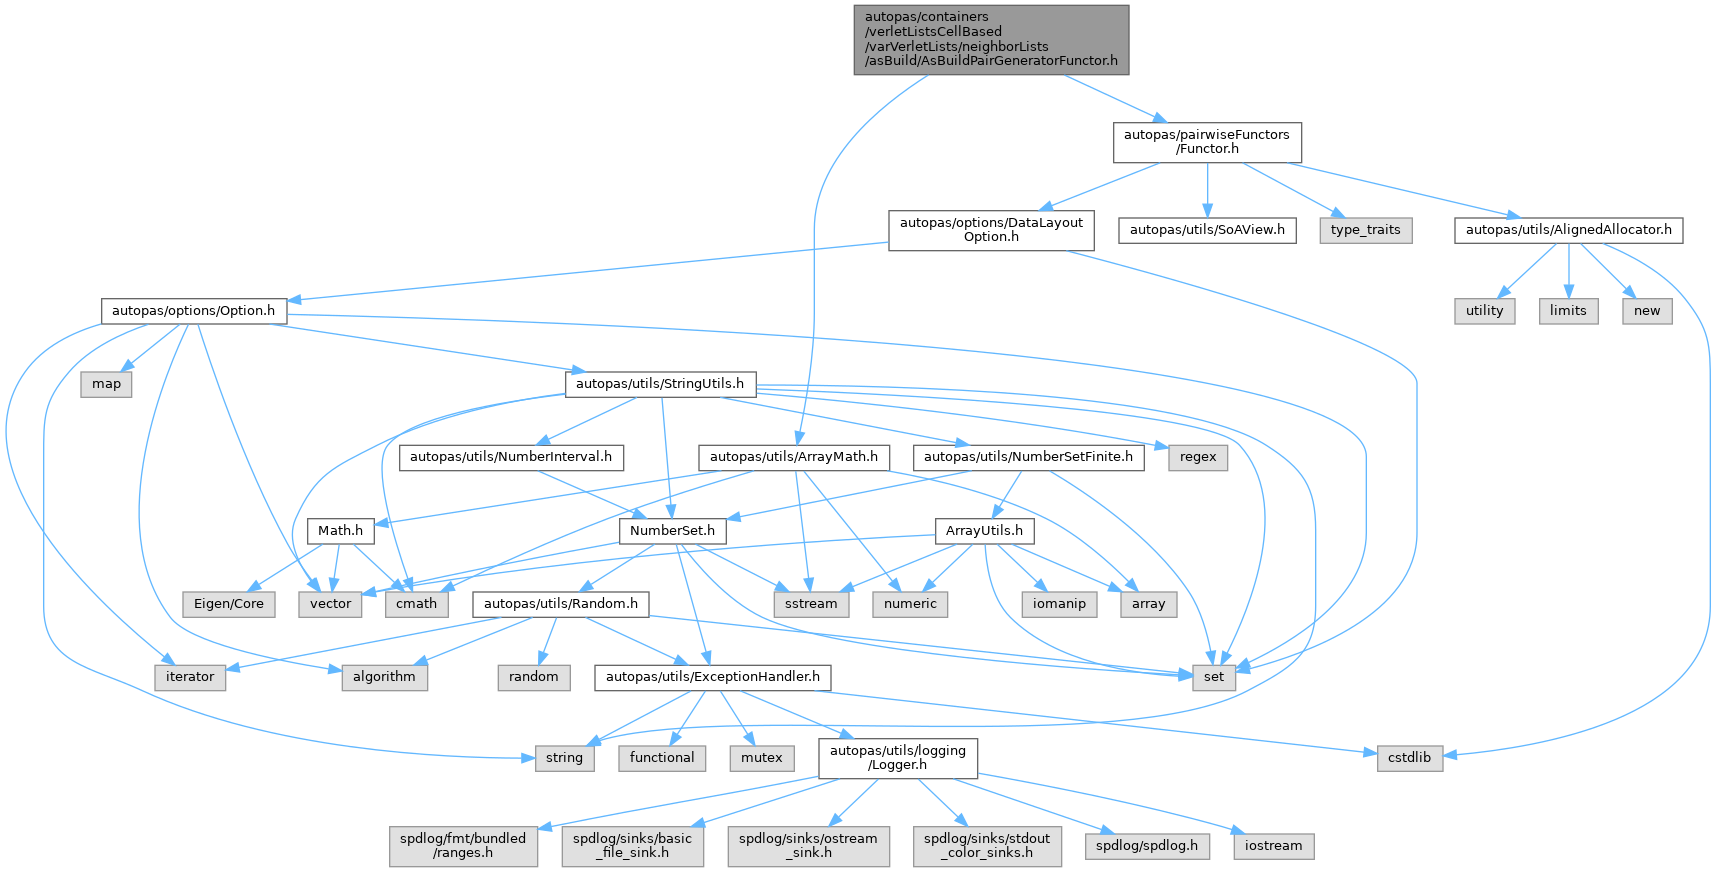 autopas/containers
/verletListsCellBased
/varVerletLists/neighborLists
/asBuild/AsBuildPairGeneratorFunctor.h
autopas/pairwiseFunctors
/Functor.h
autopas/options/DataLayout
Option.h
autopas/utils/SoAView.h
type_traits
autopas/utils/AlignedAllocator.h
autopas/options/Option.h
utility
limits
new
map
autopas/utils/StringUtils.h
autopas/utils/NumberInterval.h
autopas/utils/ArrayMath.h
autopas/utils/NumberSetFinite.h
regex
Math.h
NumberSet.h
ArrayUtils.h
Eigen/Core
vector
cmath
autopas/utils/Random.h
sstream
numeric
iomanip
array
iterator
algorithm
random
autopas/utils/ExceptionHandler.h
set
string
functional
mutex
autopas/utils/logging
/Logger.h
cstdlib
spdlog/fmt/bundled
/ranges.h
spdlog/sinks/basic
_file_sink.h
spdlog/sinks/ostream
_sink.h
spdlog/sinks/stdout
_color_sinks.h
spdlog/spdlog.h
iostream